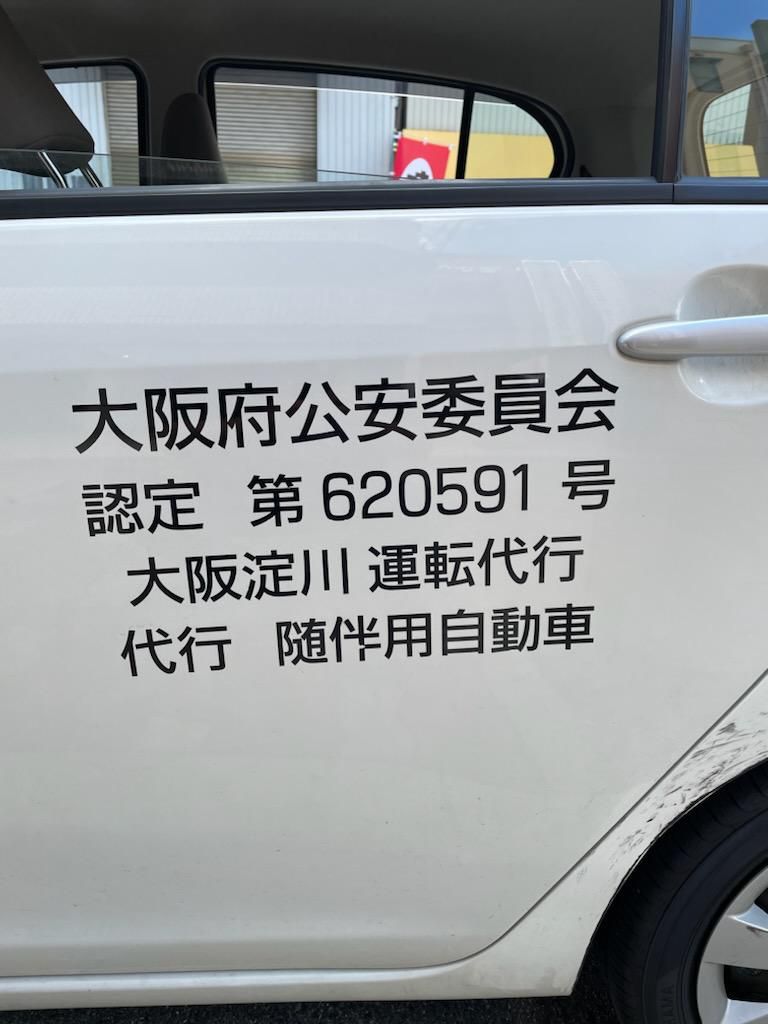 大阪府公安委員会
認定 第620591号
大阪淀川 運転代行
代行 随伴用自動車